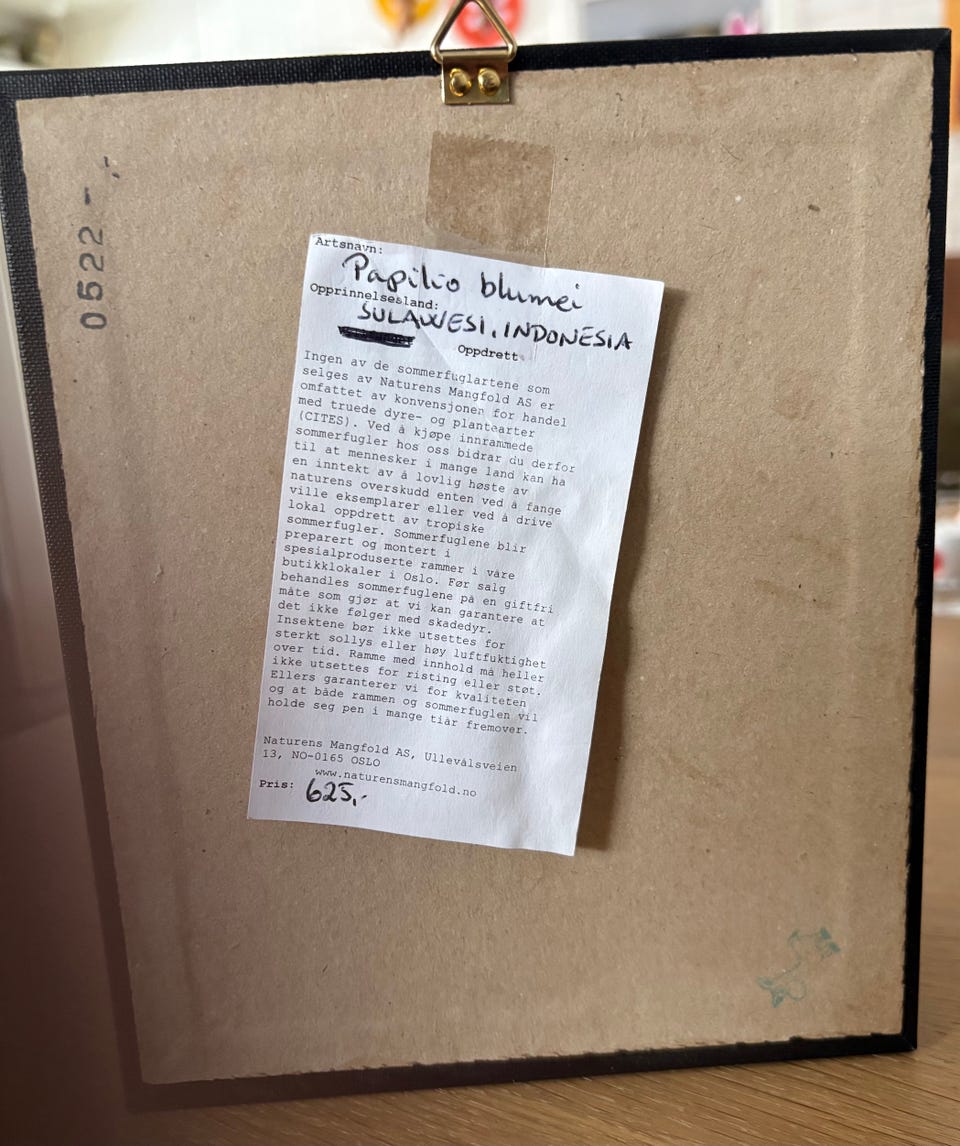 0522 -
Artsnavn:
Papilio blumei
Opprinnelsesland:
SULAWESI, INDONESIA
Oppdrett
Ingen av de sommerfuglartene som
selges av Naturens Mangfold AS er
omfattet av konvensjonen for handel
med truede dyre- og plantearter
(CITES). Ved å kjøpe innrammede
sommerfugler hos oss bidrar du derfor
til at mennesker i mange land kan ha
en inntekt av å lovlig høste av
naturens overskudd enten ved å fange
ville eksemplarer eller ved å drive
lokal oppdrett av tropiske
sommerfugler. Sommerfuglene blir
preparert og montert i
spesialproduserte rammer i våre
butikklokaler i Oslo. Før salg
behandles sommerfuglene på en giftfri
måte som gjør at vi kan garantere at
det ikke følger med skadedyr.
Insektene bør ikke utsettes for
sterkt sollys eller høy luftfuktighet
over tid. Ramme med innhold må heller
ikke utsettes for risting eller støt.
Ellers garanterer vi for kvaliteten
og at både rammen og sommerfuglen vil
holde seg pen i mange tiår fremover.
Naturens Mangfold AS, Ullevålsveien
13, NO-0165 OSLO
www.naturensmangfold.no
Pris: 625,-